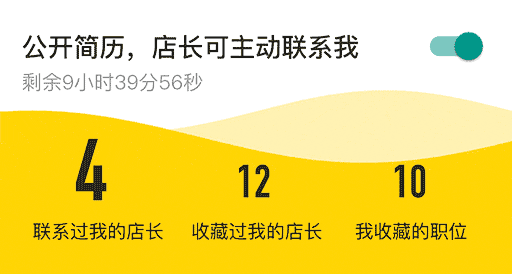 公开简历，店长可主动联系我
剩余9小时39分56秒
4
12
10
联系过我的店长
收藏过我的店长
我收藏的职位